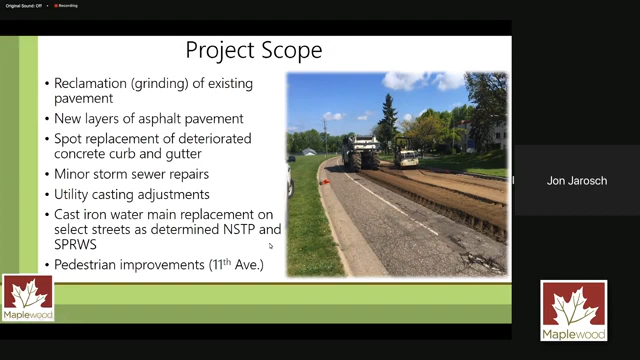 Original Sound: Off
Recording
Project Scope
• Reclamation (grinding) of existing
pavement
• New layers of asphalt pavement
• Spot replacement of deteriorated
concrete curb and gutter
• Minor storm sewer repairs
• Utility casting adjustments
• Cast iron water main replacement on
select streets as determined NSTP and
SPRWS
• Pedestrian improvements (11th Ave.)
Maplewood
Jon Jarosch
Maplewood